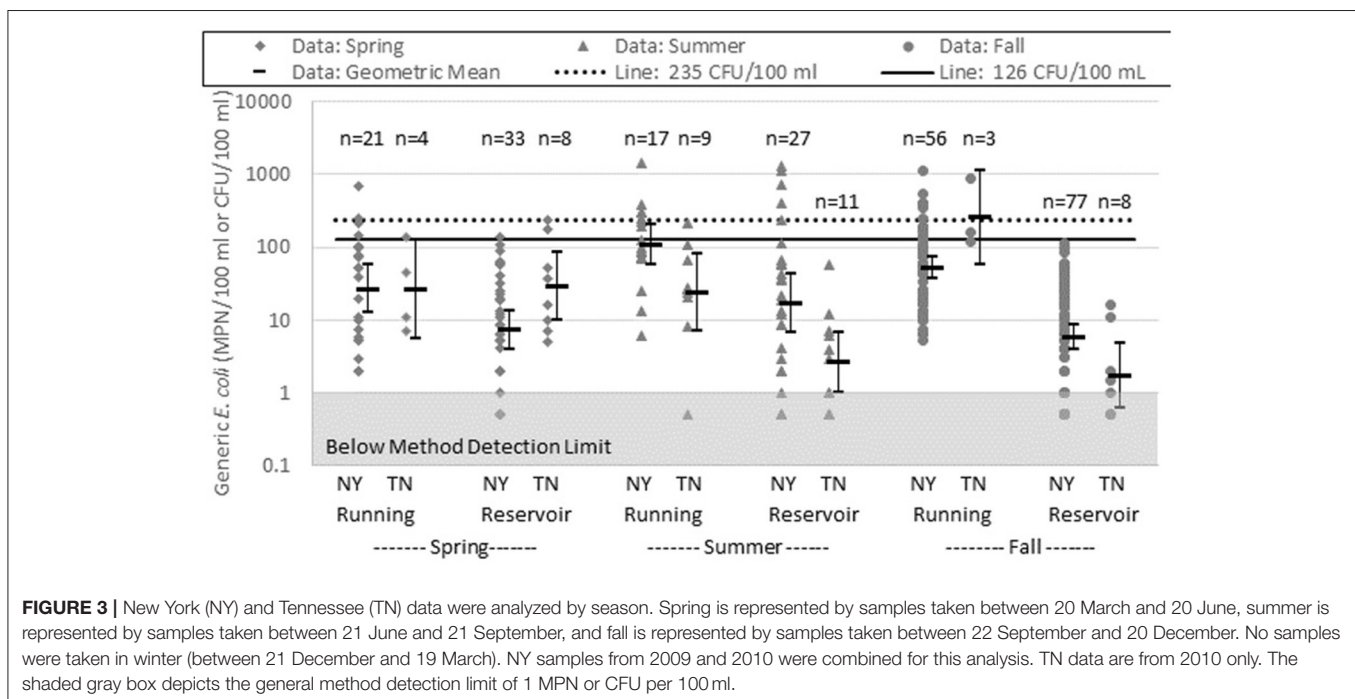 Data: Spring Data: Summer Data: Fall
Data: Geometric Mean Line: 235 CFU/100 ml Line: 126 CFU/100 mL
Generic E. coli (MPN/100 ml or CFU/100 ml)
10000
1000
100
10
1
0.1
n=21 n=4 n=33 n=8 n=17 n=9 n=27 n=56 n=3
n=11 n=77 n=8
Below Method Detection Limit
NY TN NY TN NY TN NY TN NY TN NY TN
Running Reservoir Running Reservoir Running Reservoir
------- Spring------- -------- Summer ------ -------- Fall -------
FIGURE 3 | New York (NY) and Tennessee (TN) data were analyzed by season. Spring is represented by samples taken between 20 March and 20 June, summer is
represented by samples taken between 21 June and 21 September, and fall is represented by samples taken between 22 September and 20 December. No samples
were taken in winter (between 21 December and 19 March). NY samples from 2009 and 2010 were combined for this analysis. TN data are from 2010 only. The
shaded gray box depicts the general method detection limit of 1 MPN or CFU per 100 ml.